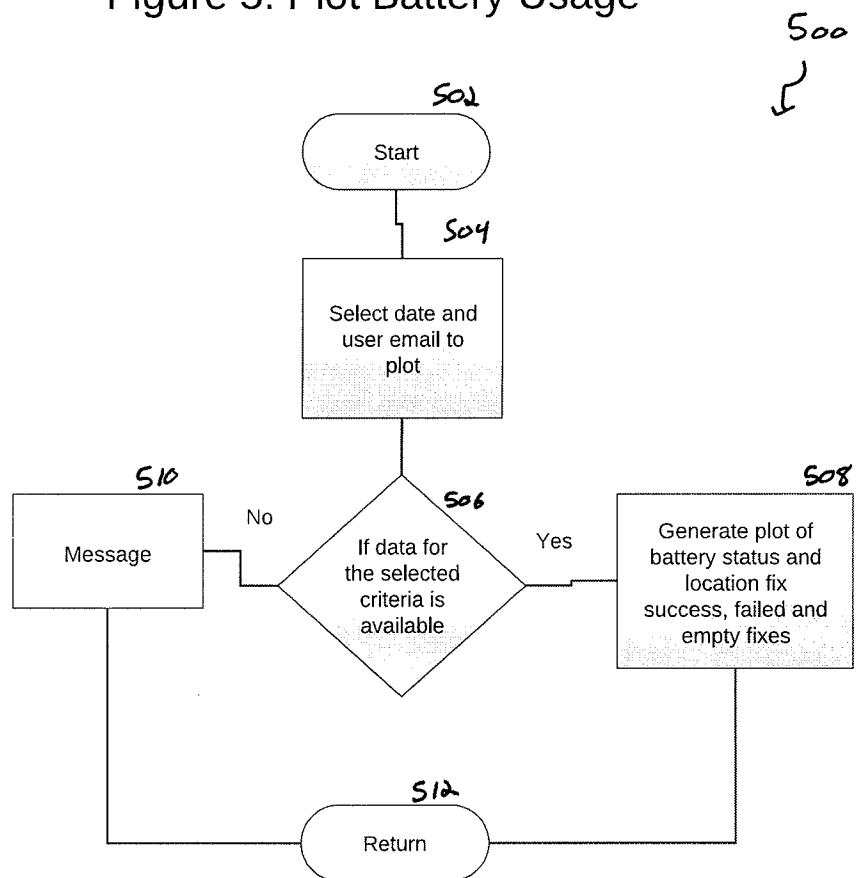 Figure 5: Plot Battery Usage
500
502
Start
504
Select date and
user email to
plot
510
Message
No
506
If data for
the selected
criteria is
available
Yes
508
Generate plot of
battery status and
location fix
success, failed and
empty fixes
512
Return